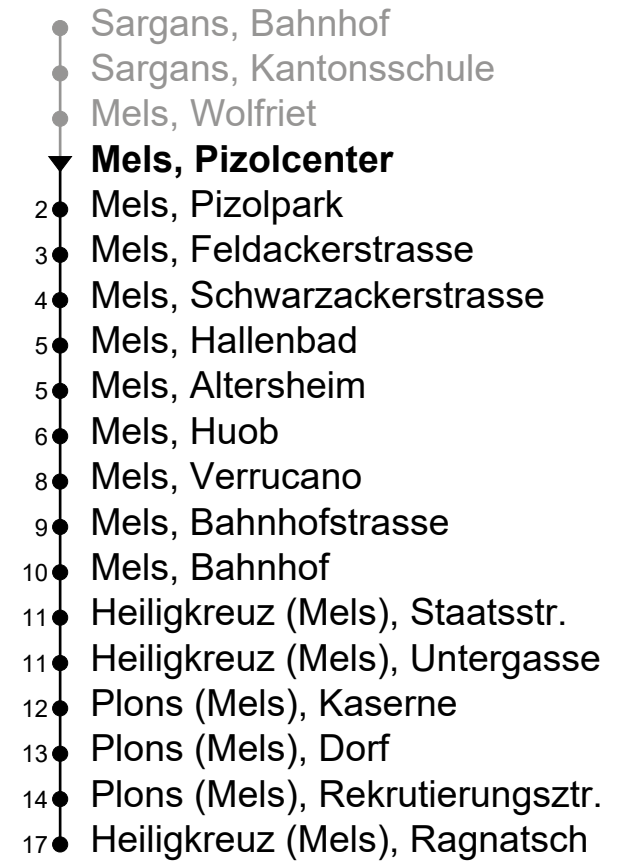 Sargans, Bahnhof
Sargans, Kantonsschule
Mels, Wolfriet
Mels, Pizolcenter
2 Mels, Pizolpark
3 Mels, Feldackerstrasse
4 Mels, Schwarzackerstrasse
5 Mels, Hallenbad
5 Mels, Altersheim
6 Mels, Huob
8 Mels, Verrucano
9 Mels, Bahnhofstrasse
10 Mels, Bahnhof
11 Heiligkreuz (Mels), Staatsstr.
11 Heiligkreuz (Mels), Untergasse
12 Plons (Mels), Kaserne
13 Plons (Mels), Dorf
14 Plons (Mels), Rekrutierungsztr.
17 Heiligkreuz (Mels), Ragnatsch